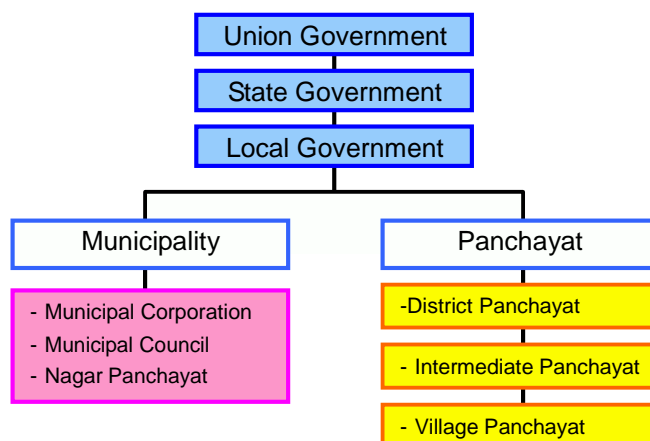 Union Government
State Government
Local Government
Municipality
- Municipal Corporation
- Municipal Council
- Nagar Panchayat
Panchayat
-District Panchayat
- Intermediate Panchayat
- Village Panchayat